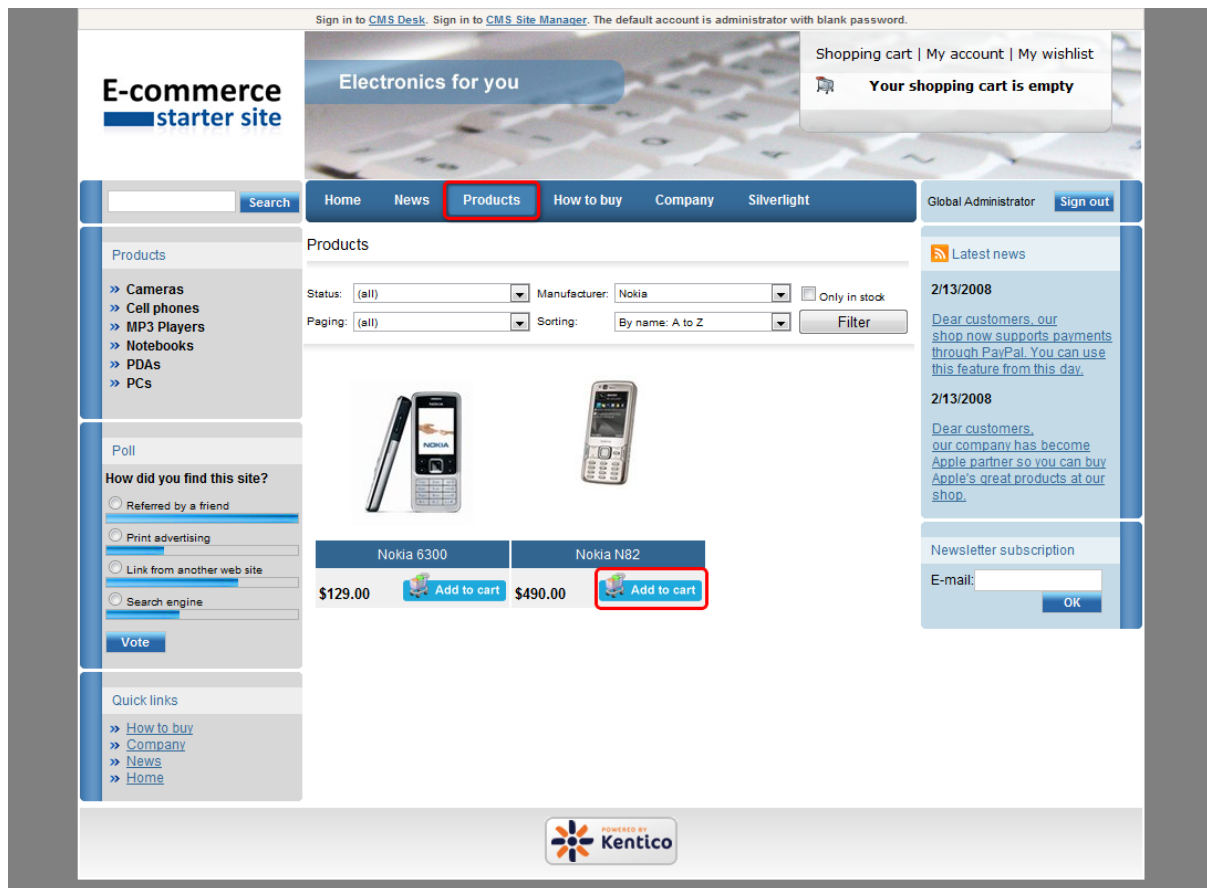 Sign in to CMS Desk. Sign in to CMS Site Manager. The default account is administrator with blank password.
E-commerce
starter site
Electronics for you
Shopping cart | My account | My wishlist
Your shopping cart is empty
Search
Home News Products How to buy Company Silverlight
Global Administrator Sign out
Products
» Cameras
» Cell phones
» MP3 Players
» Notebooks
» PDAs
» PCs
Poll
How did you find this site?
Referred by a friend
Print advertising
Link from another web site
Search engine
Vote
Quick links
» How to buy
» Company
» News
» Home
Products
Status: (all) Manufacturer: Nokia Only in stock
Paging: (all) Sorting: By name: A to Z Filter
NOKIA
Nokia 6300 Nokia N82
$129.00 Add to cart $490.00 Add to cart
Latest news
2/13/2008
Dear customers, our
shop now supports payments
through PayPal. You can use
this feature from this day.
2/13/2008
Dear customers,
our company has become
Apple partner so you can buy
Apple's great products at our
shop.
Newsletter subscription
E-mail:
OK
POWERED BY
Kentico